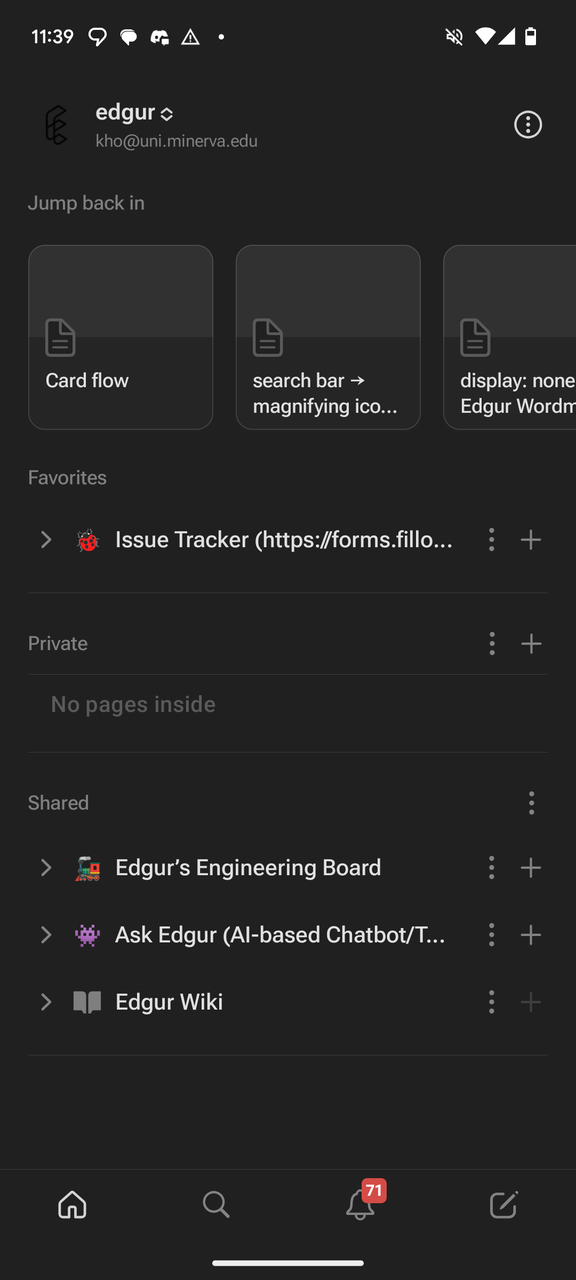 11:39
edgur
kho@uni.minerva.edu
Jump back in
Card flow
search bar →
magnifying ico...
display: none
Edgur Wordm
Favorites
Issue Tracker (https://forms.fillo...
Private
No pages inside
Shared
Edgur’s Engineering Board
Ask Edgur (AI-based Chatbot/T...
Edgur Wiki
71